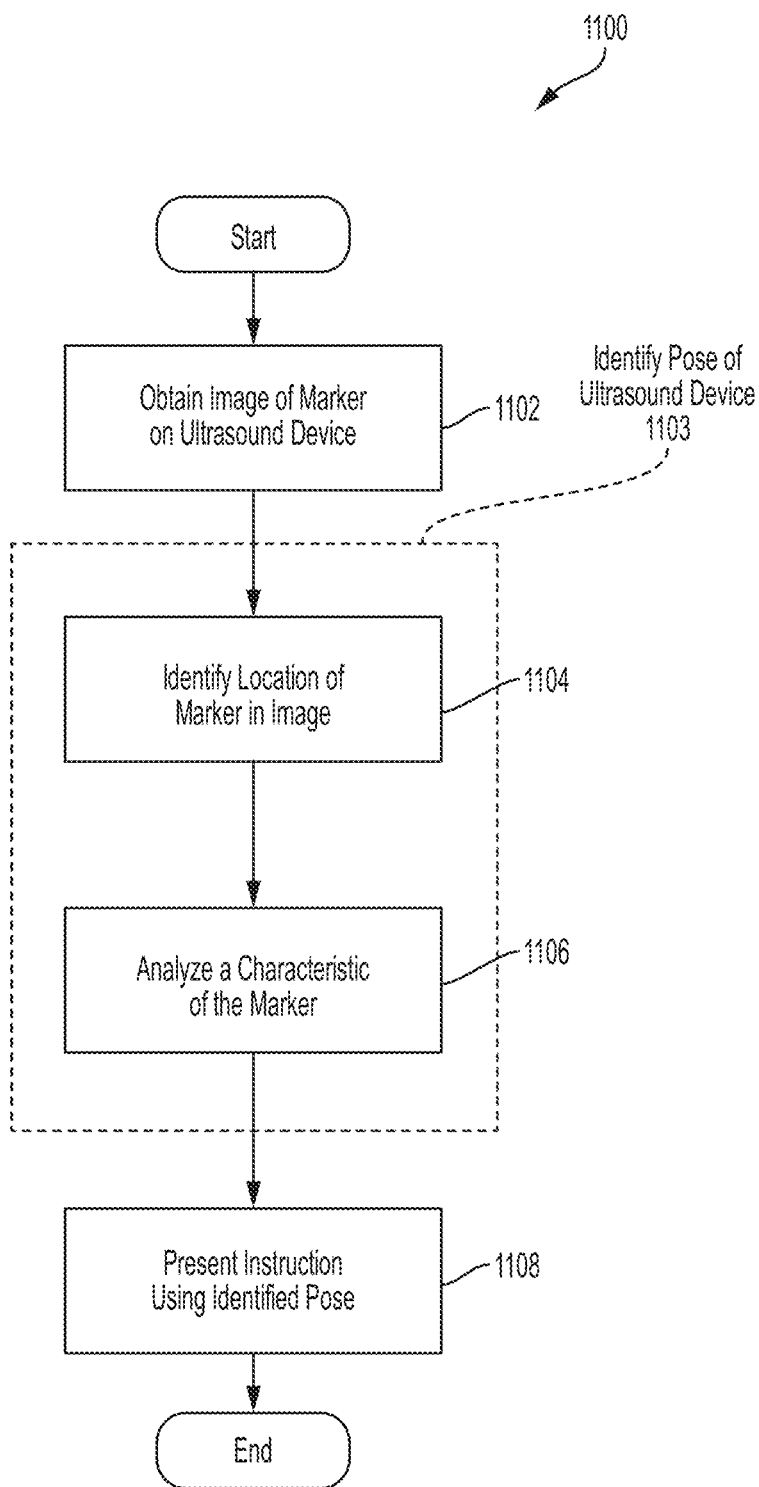 1100
Start
Obtain Image of Marker
on Ultrasound Device
1102
Identify Pose of
Ultrasound Device
1103
Identify Location of
Marker in Image
1104
Analyze a Characteristic
of the Marker
1106
Present Instruction
Using Identified Pose
1108
End